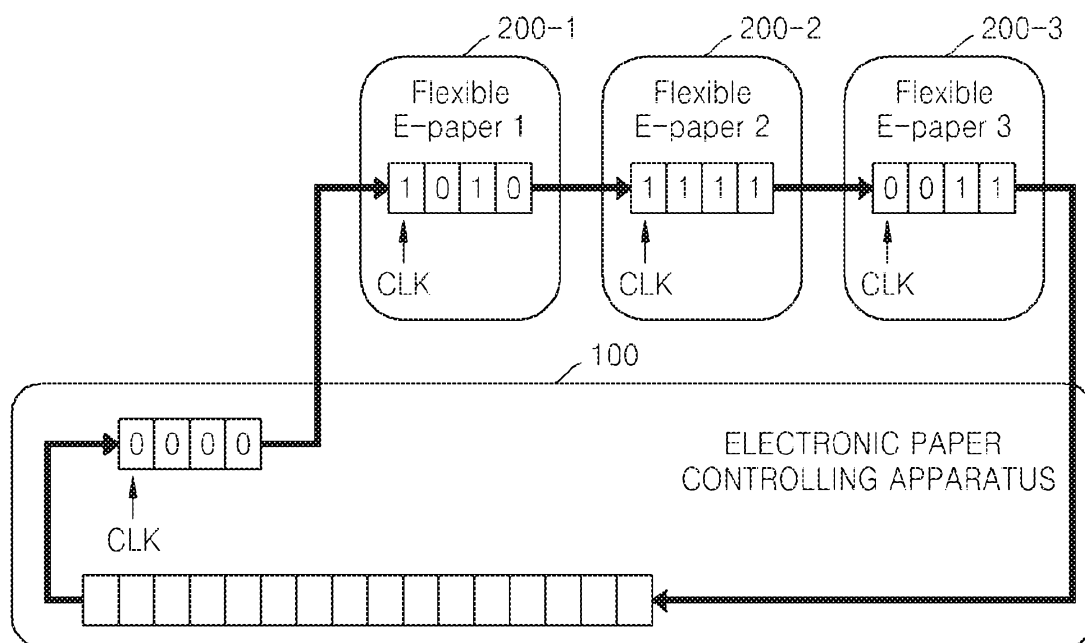 200-1
200-2
200-3
Flexible
E-paper 1
Flexible
E-paper 2
Flexible
E-paper 3
1 0 1 0
1 1 1 1
0 0 1 1
CLK
CLK
CLK
100
0 0 0 0
ELECTRONIC PAPER
CONTROLLING APPARATUS
CLK